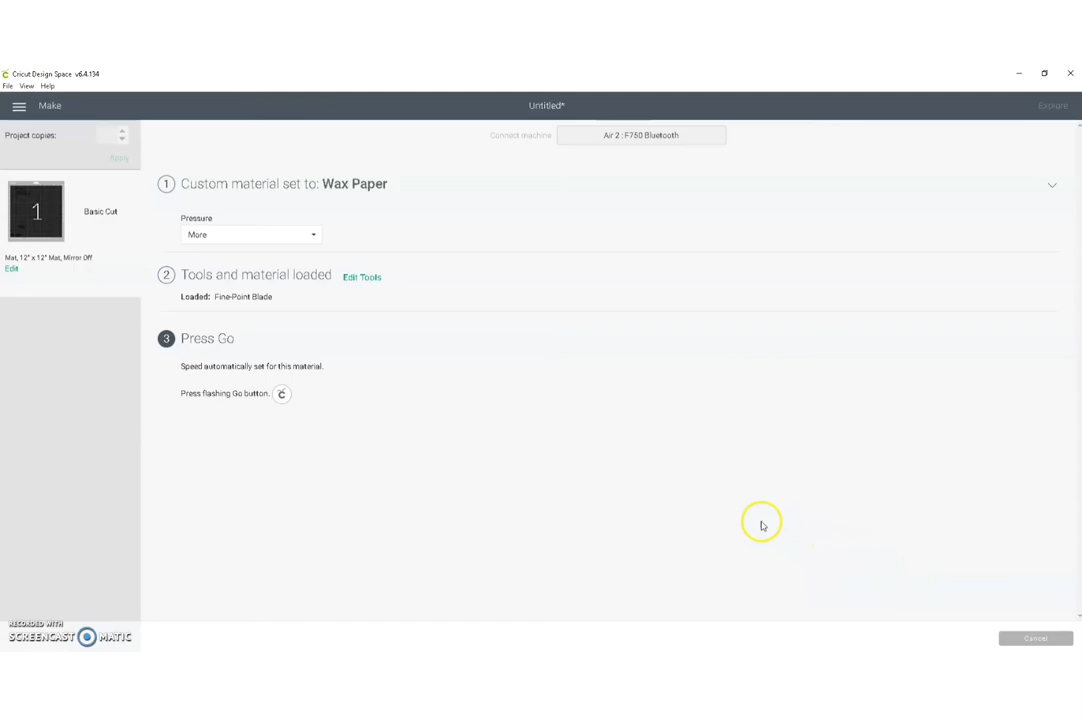 Cricut Design Space v6.4.134
File View Help
Make
Untitled*
Explore
Project copies:
Apply
Connect machine
Air 2 : F750 Bluetooth
1 Custom material set to: Wax Paper
1
Basic Cut
Pressure
More
Mat, 12" x 12" Mat, Mirror Off
Edit
2 Tools and material loaded Edit Tools
Loaded: Fine-Point Blade
3 Press Go
Speed automatically set for this material.
Press flashing Go button.
RECORDED WITH
SCREENCAST MATIC
Cancel